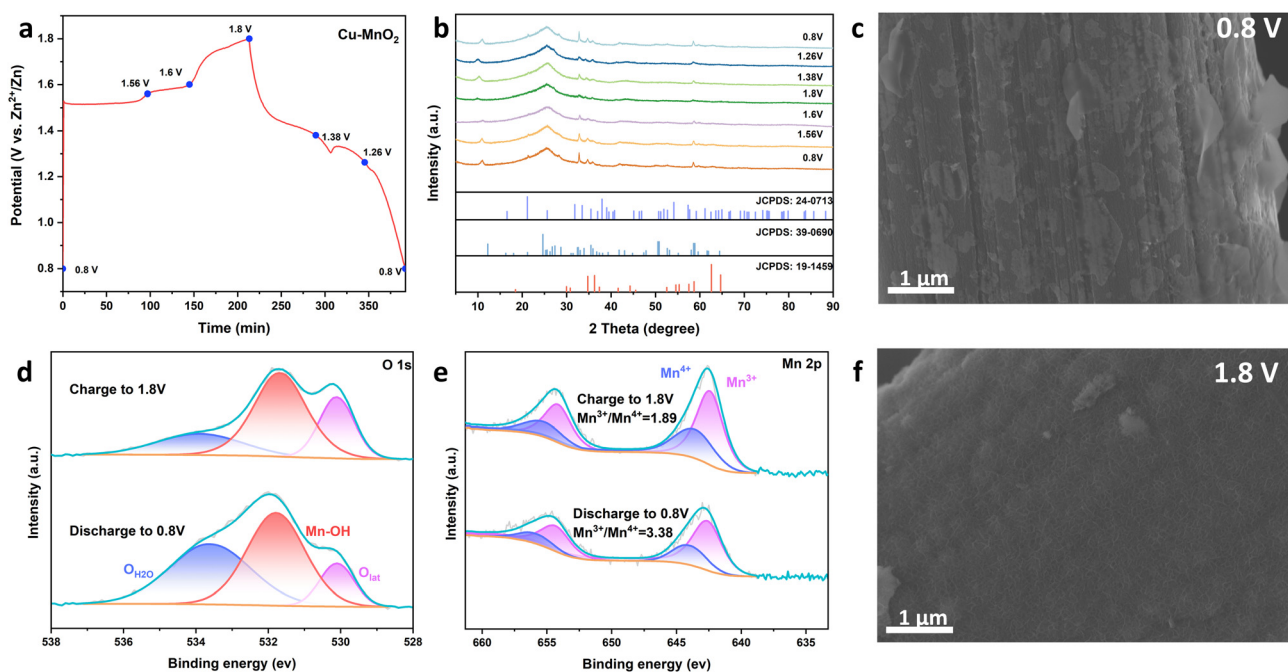 a
Cu-MnO₂
1.8 V
1.6 V
1.56 V
1.38 V
1.26 V
0.8 V
0.8 V
1.8
1.6
1.4
1.2
1.0
0.8
Potential (V vs. Zn²⁺/Zn)
0 50 100 150 200 250 300 350
Time (min)
b
0.8V
1.26V
1.38V
1.8V
1.6V
1.56V
0.8V
JCPDS: 24-0713
JCPDS: 39-0690
JCPDS: 19-1459
Intensity (a.u.)
10 20 30 40 50 60 70 80 90
2 Theta (degree)
c
0.8 V
1 µm
d
O 1s
Charge to 1.8V
Discharge to 0.8V
Mn-OH
O_H2O
O_lat
Intensity (a.u.)
538 536 534 532 530 528
Binding energy (ev)
e
Mn 2p
Mn⁴⁺
Mn³⁺
Charge to 1.8V
Mn³⁺/Mn⁴⁺=1.89
Discharge to 0.8V
Mn³⁺/Mn⁴⁺=3.38
Intensity (a.u.)
660 655 650 645 640 635
Binding energy (ev)
f
1.8 V
1 µm